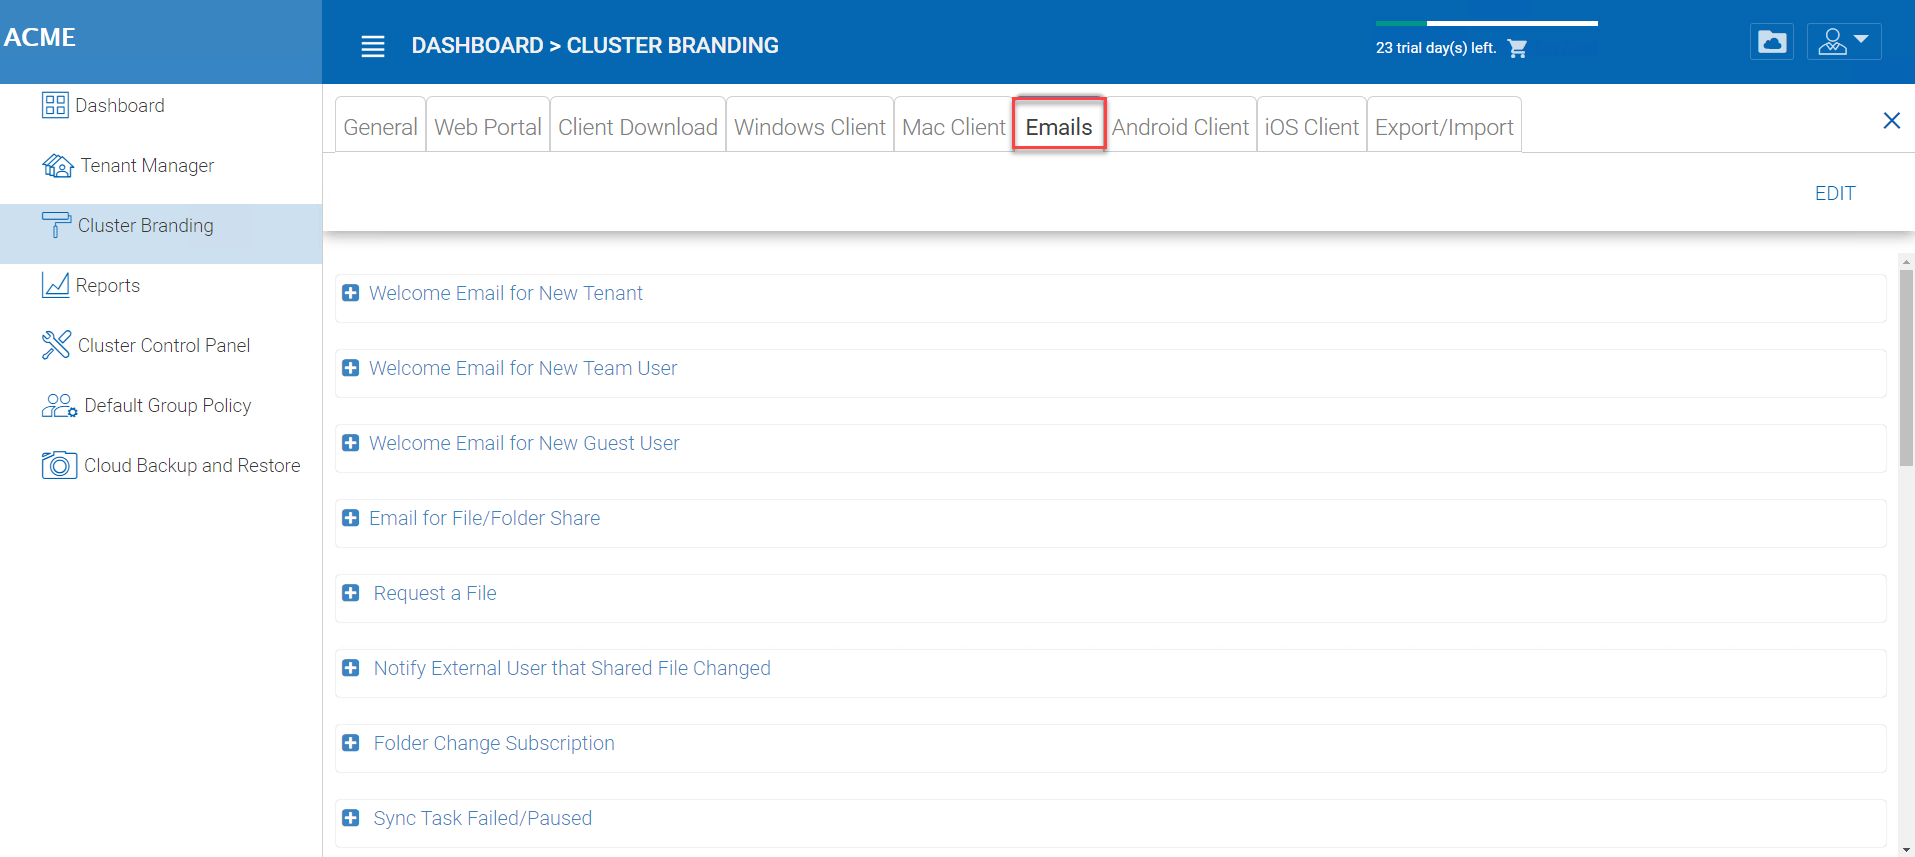 ACME
DASHBOARD > CLUSTER BRANDING
23 trial day(s) left.
Dashboard
Tenant Manager
Cluster Branding
Reports
Cluster Control Panel
Default Group Policy
Cloud Backup and Restore
General Web Portal Client Download Windows Client Mac Client Emails Android Client iOS Client Export/Import
EDIT
Welcome Email for New Tenant
Welcome Email for New Team User
Welcome Email for New Guest User
Email for File/Folder Share
Request a File
Notify External User that Shared File Changed
Folder Change Subscription
Sync Task Failed/Paused